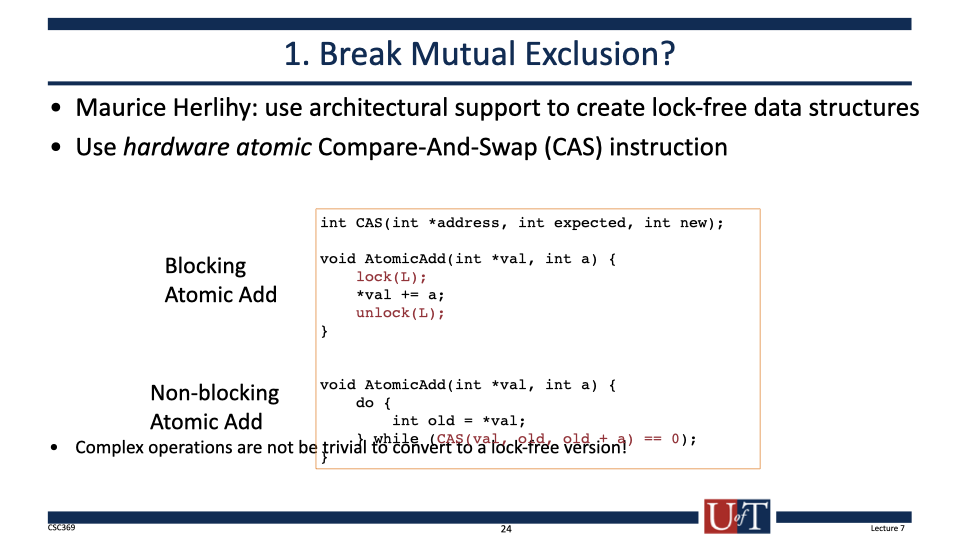 1. Break Mutual Exclusion?
• Maurice Herlihy: use architectural support to create lock-free data structures
• Use hardware atomic Compare-And-Swap (CAS) instruction
int CAS(int *address, int expected, int new);
Blocking
Atomic Add
void AtomicAdd(int *val, int a) {
lock(L);
*val += a;
unlock(L);
}
Non-blocking
Atomic Add
void AtomicAdd(int *val, int a) {
do {
int old = *val;
} while (CAS(val, old, old + a) == 0);
}
• Complex operations are not be trivial to convert to a lock-free version!
CSC369
24
UofT
Lecture 7